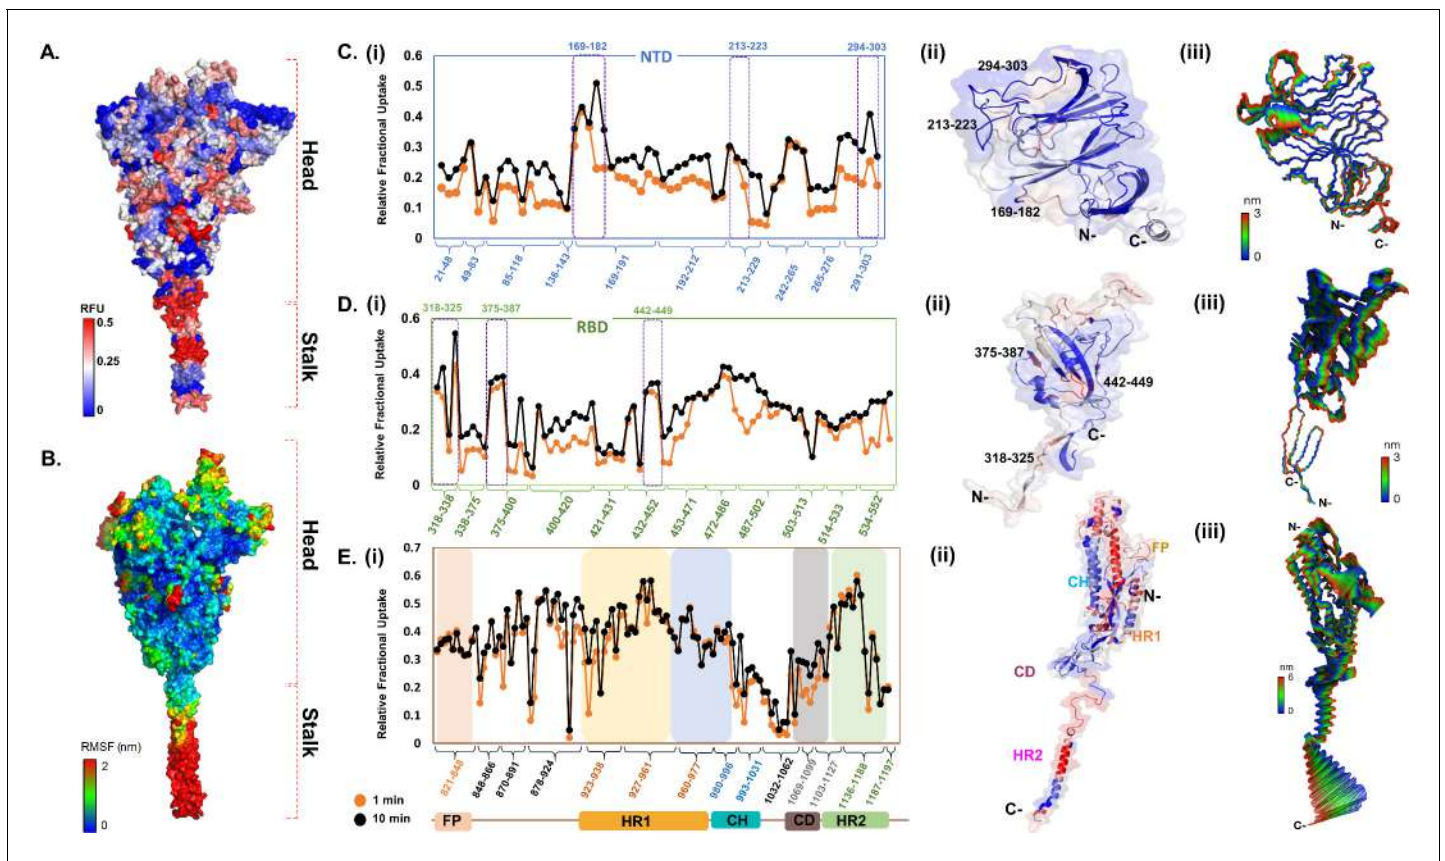 A.
Head
Stalk
RFU
0.5
0.25
0
B.
Head
Stalk
RMSF (nm)
2
0
C. (i)
169-182
NTD
213-223
294-303
0.6
0.5
0.4
0.3
0.2
0.1
0
Relative Fractional Uptake
21-48
49-83
85-118
138-143
169-191
192-212
213-229
242-265
265-276
291-303
(ii)
294-303
213-223
169-182
N-
C-
(iii)
nm
3
0
N-
C-
D. (i)
318-325
375-387
442-449
RBD
0.6
0.4
0.2
0
Relative Fractional Uptake
318-338
338-375
375-400
400-420
421-431
432-452
453-471
472-486
487-502
503-513
514-533
534-552
(ii)
375-387
442-449
C-
318-325
N-
(iii)
C-
N-
nm
3
0
E. (i)
0.7
0.6
0.5
0.4
0.3
0.2
0.1
0
Relative Fractional Uptake
821-848
848-866
870-891
878-924
923-938
927-961
960-977
980-996
993-1031
1032-1062
1069-1099
1103-1127
1136-1188
1187-1197
1 min
10 min
FP
HR1
CH
CD
HR2
(ii)
FP
CH
N-
HR1
CD
HR2
C-
(iii)
N-
nm
6
0
C-